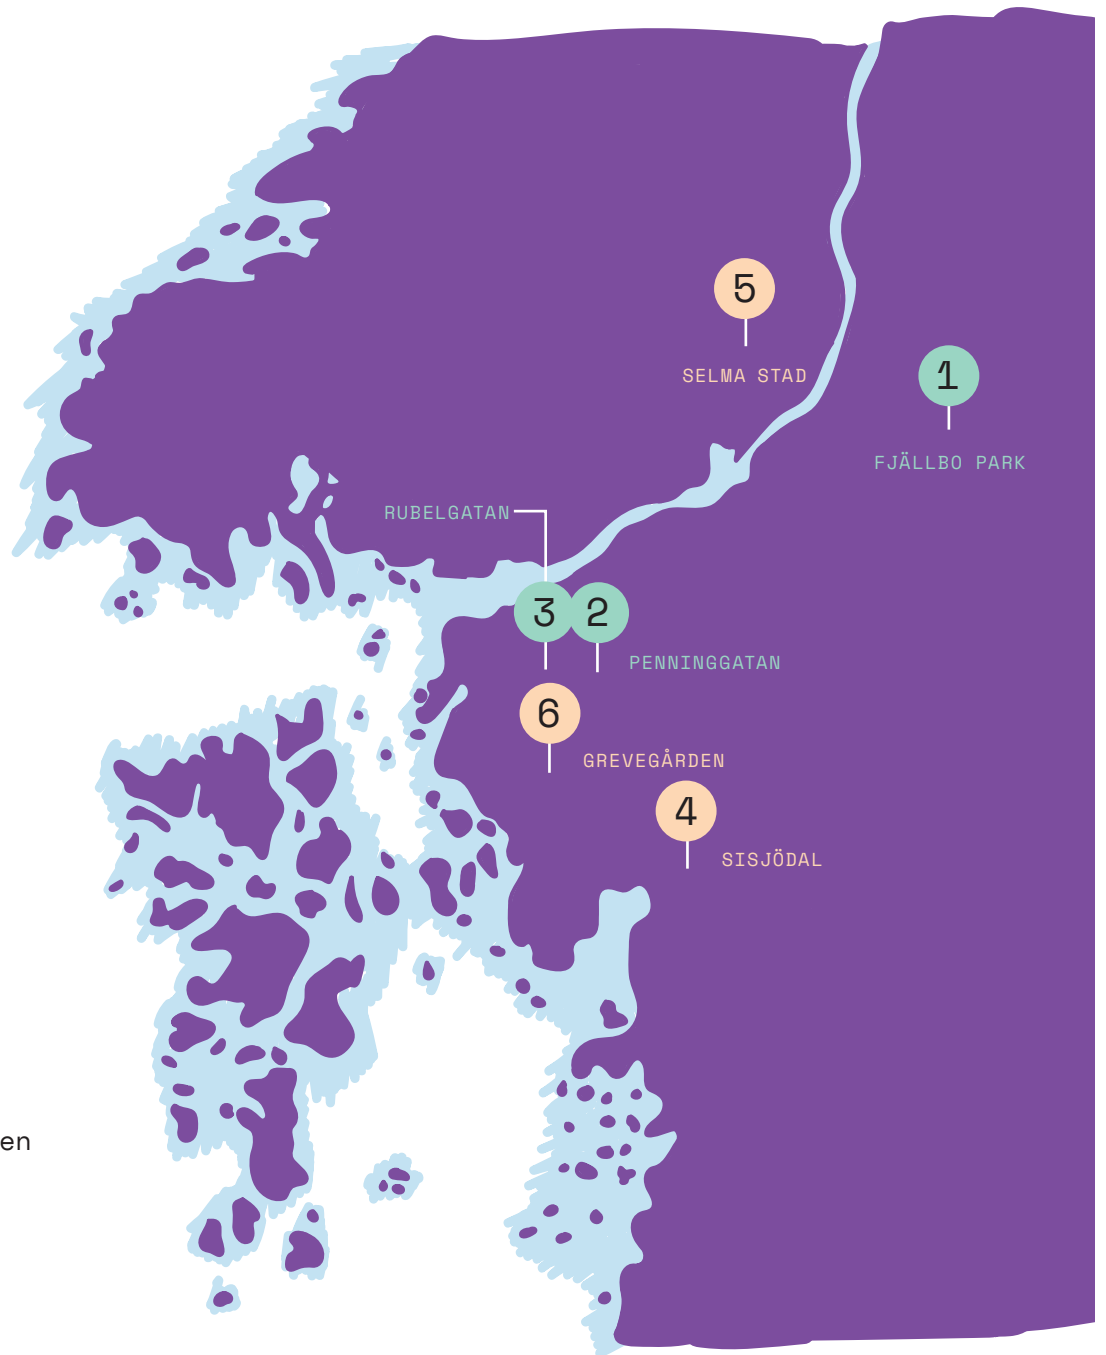 5
SELMA STAD
1
FJÄLLBO PARK
RUBELGATAN
3
2
PENNINGGATAN
6
GREVEGÅRDEN
4
SISJÖDAL
en